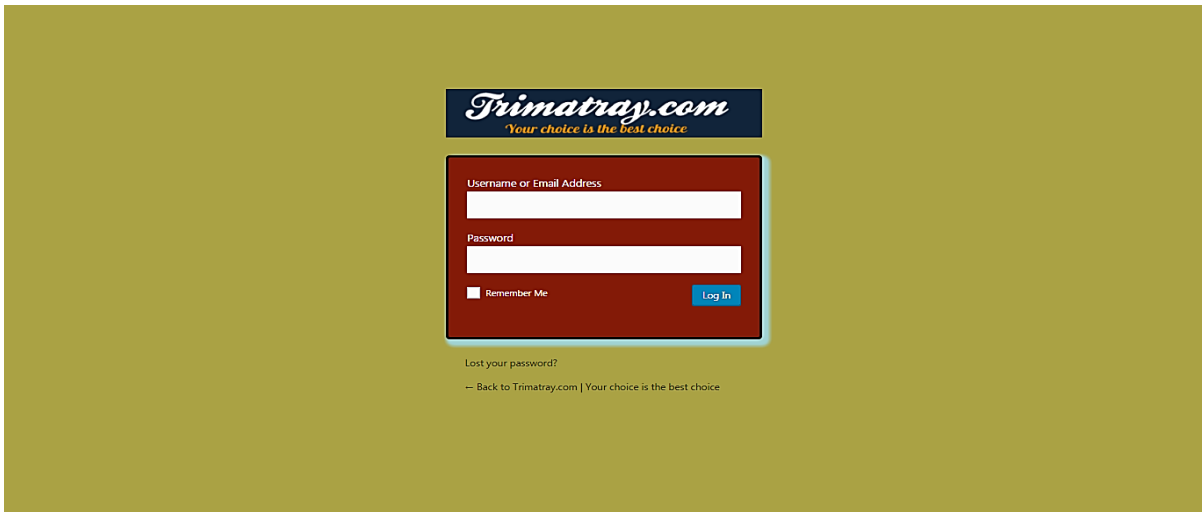 Trimatray.com
Your choice is the best choice
Username or Email Address
Password
Remember Me
Log In
Lost your password?
← Back to Trimatray.com | Your choice is the best choice